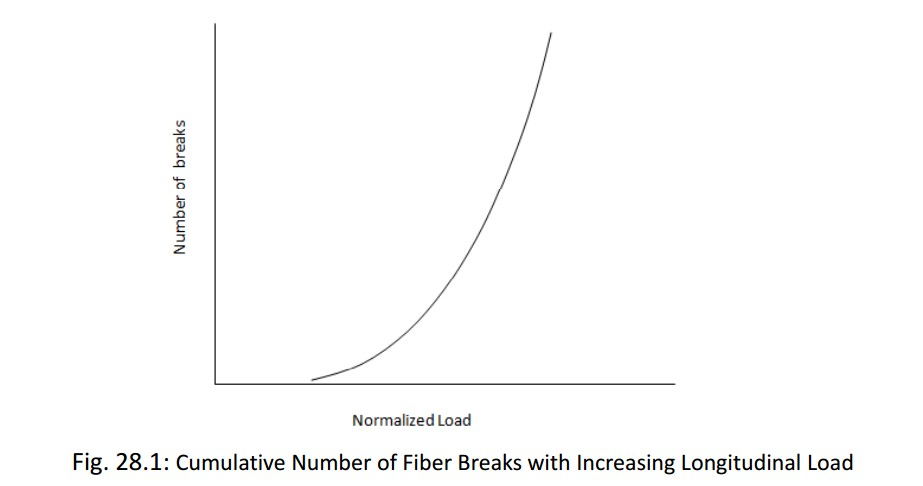 Number of breaks
Normalized Load
Fig. 28.1: Cumulative Number of Fiber Breaks with Increasing Longitudinal Load